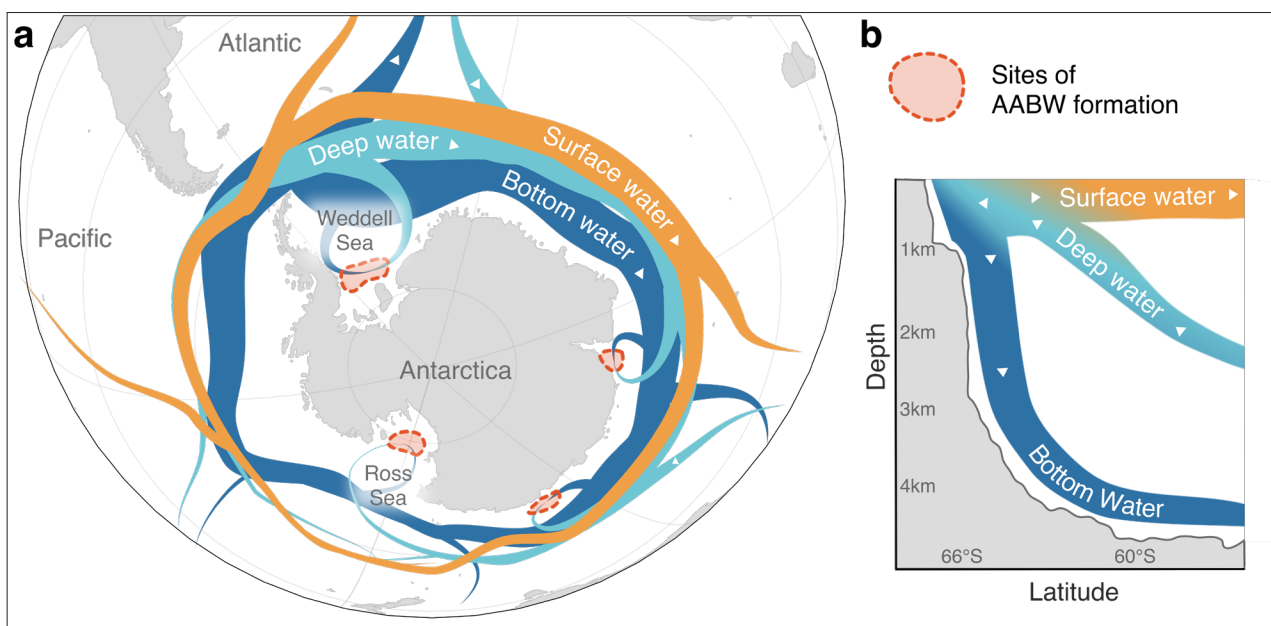 a
Atlantic
Deep water
Surface water
Bottom water
Weddell
Sea
Pacific
Antarctica
Ross
Sea
b
Sites of
AABW formation
Surface water
Deep water
Bottom Water
1km
2km
3km
4km
Depth
66°S
60°S
Latitude